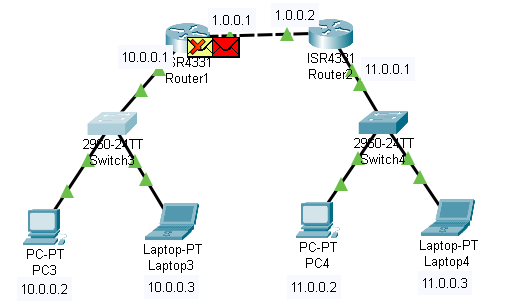 1.0.0.1
1.0.0.2
10.0.0.1
ISR4331
Router1
ISR4331
Router2
11.0.0.1
2960-24TT
Switch3
2960-24TT
Switch4
PC-PT
PC3
10.0.0.2
Laptop-PT
Laptop3
10.0.0.3
PC-PT
PC4
11.0.0.2
Laptop-PT
Laptop4
11.0.0.3